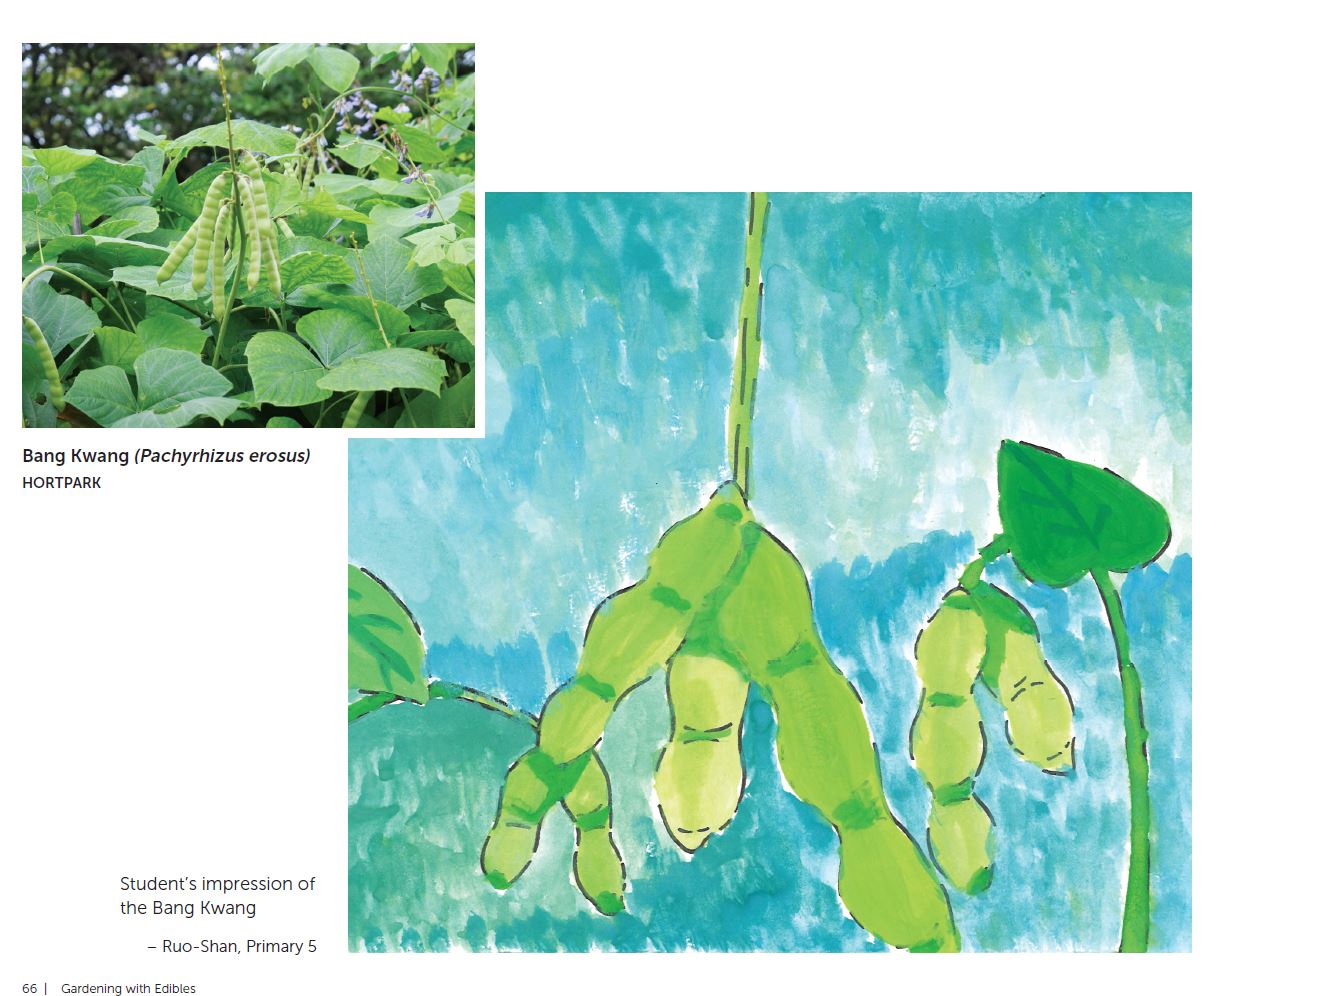 Bang Kwang (Pachyrhizus erosus)
HORTPARK
Student’s impression of
the Bang Kwang
– Ruo-Shan, Primary 5
66 | Gardening with Edibles